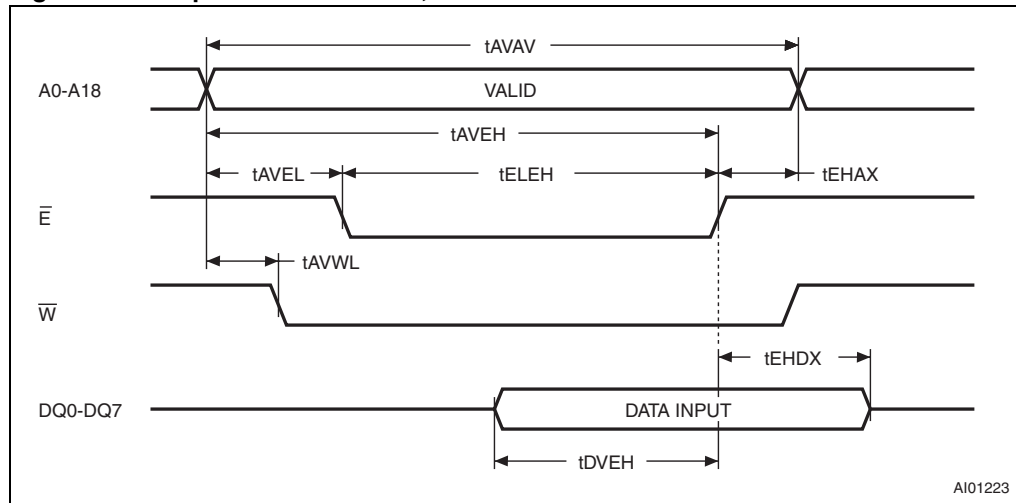 tAVAV
A0-A18
VALID
tAVEH
tAVEL
tELEH
tEHAX
E
tAVWL
W
tEHDX
DQ0-DQ7
DATA INPUT
tDVEH
AI01223